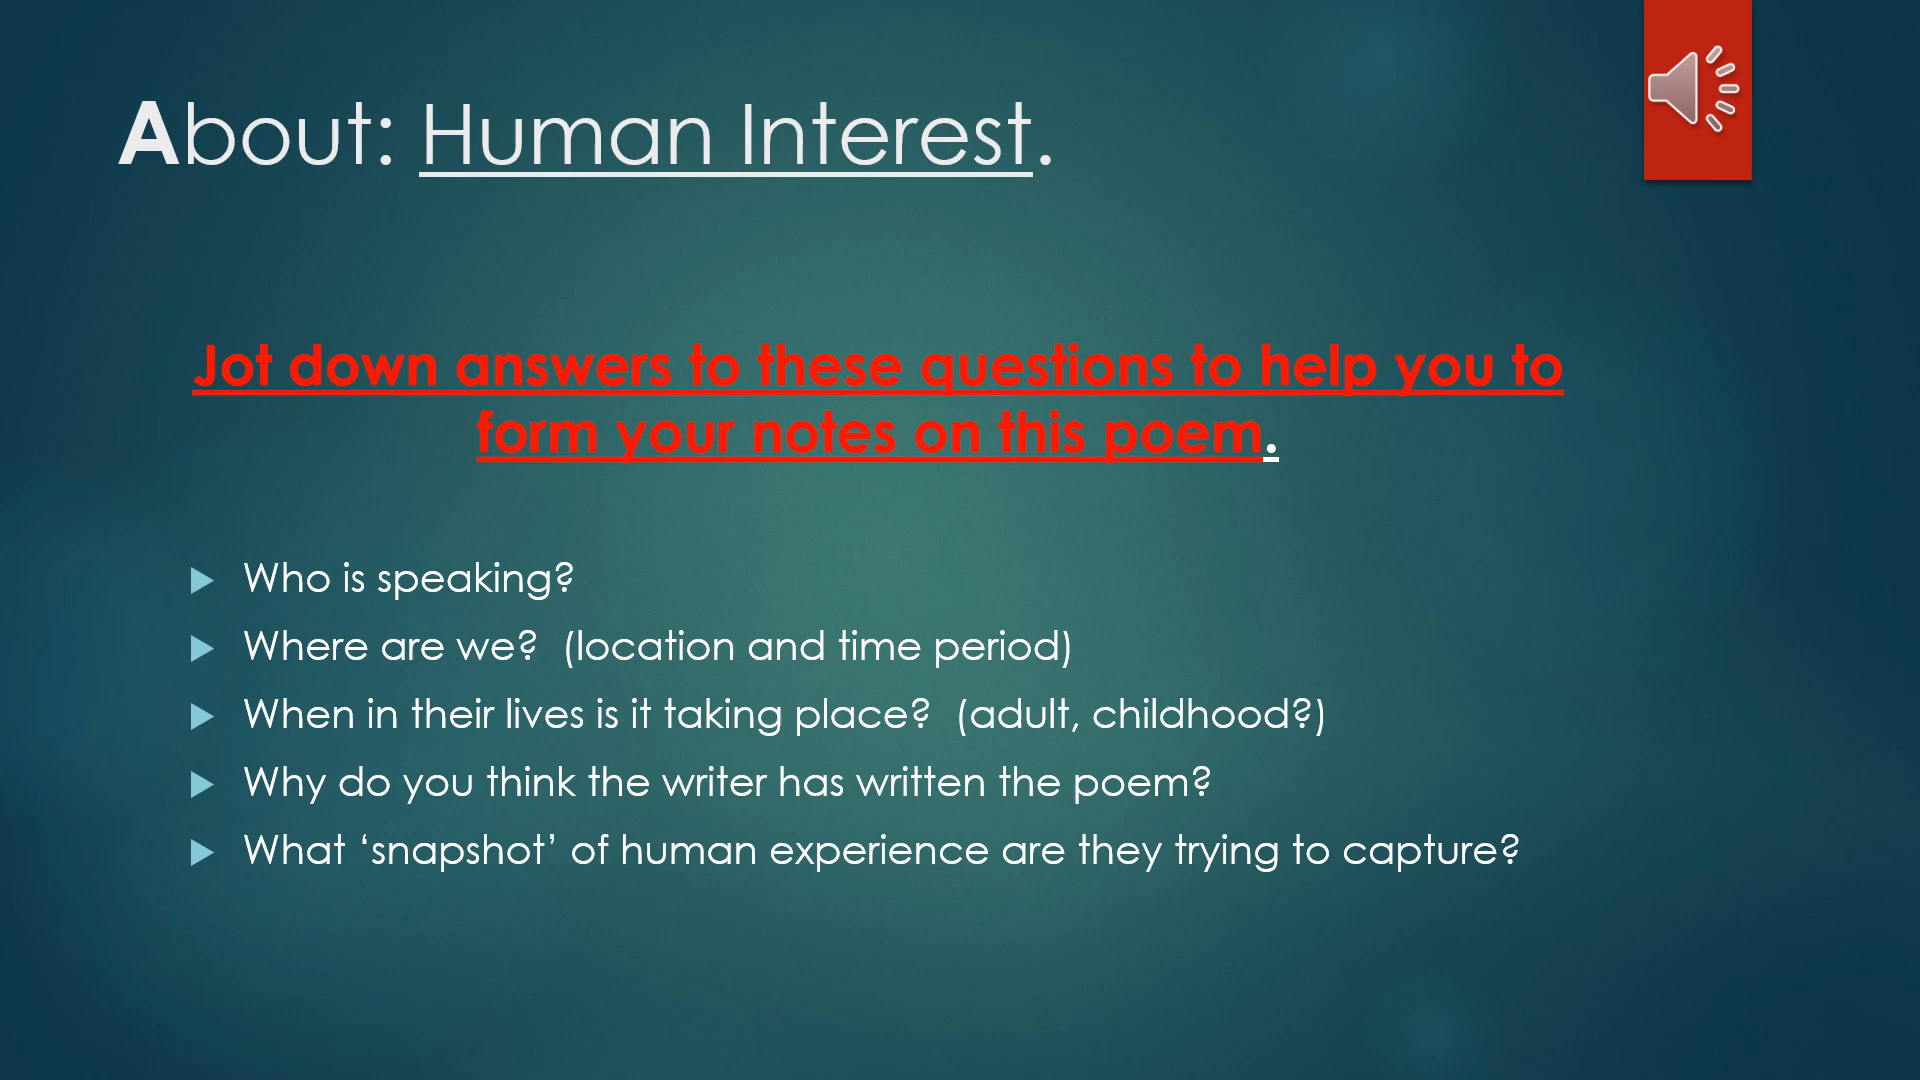 About: Human Interest.
Jot down answers to these questions to help you to
form your notes on this poem.
Who is speaking?
Where are we?  (location and time period)
When in their lives is it taking place?  (adult, childhood?)
Why do you think the writer has written the poem?
What ‘snapshot’ of human experience are they trying to capture?